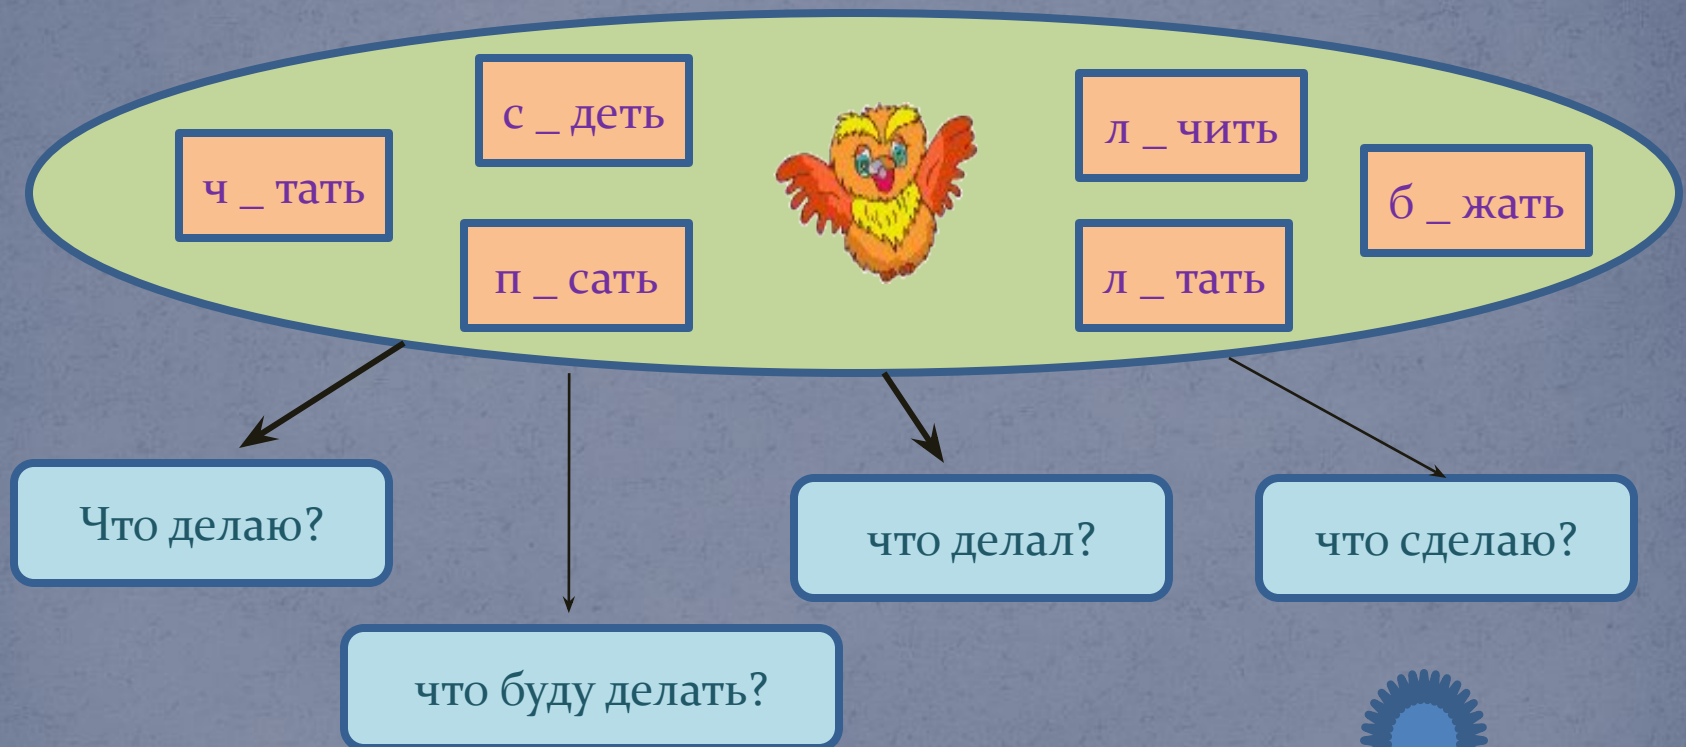 с _ деть
л _ чить
ч _ тать
б _ жать
п _ сать
л _ тать
Что делаю?
что делал?
что сделаю?
что буду делать?